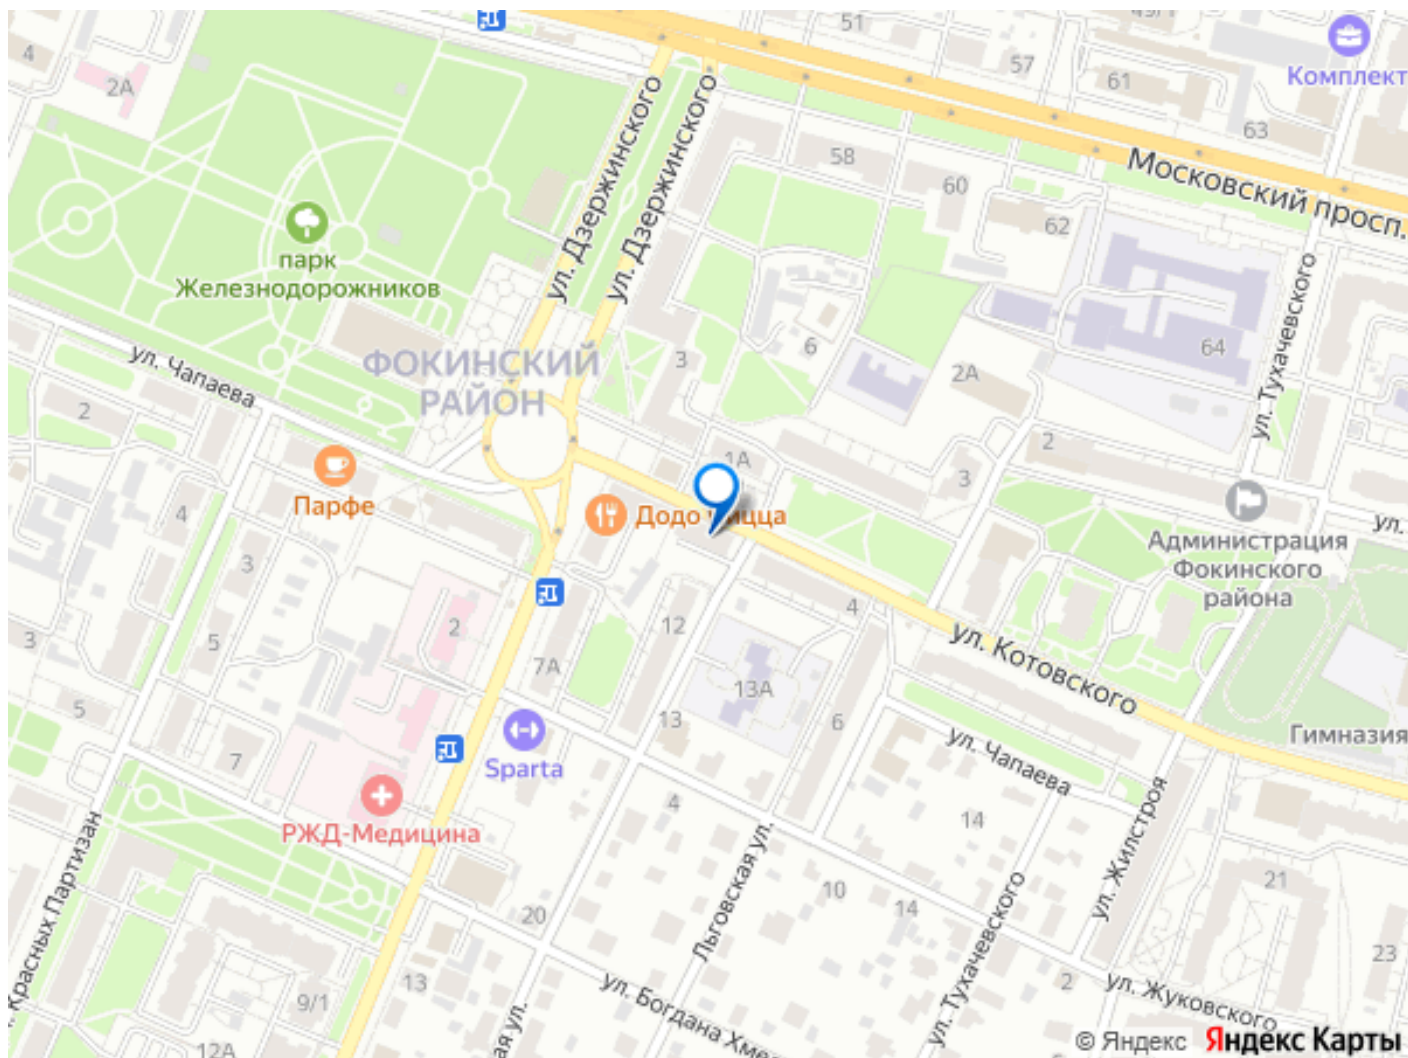 51
49/1
4
2А
57
61
Комплект
63
ул. Дзержинского
ул. Дзержинского
58
60
62
Московский просп.
парк
Железнодорожников
ул. Тухачевского
64
6
3
2А
ФОКИНСКИЙ
РАЙОН
ул. Чапаева
2
1А
3
2
Парфе
Додо
4
Администрация
Фокинского
района
ул.
3
5
2
12
4
ул. Котовского
3
7А
13А
6
5
13
Гимназия
7
Sparta
ул. Чапаева
РЖД-Медицина
4
14
Красных Партизан
Льговская ул.
ул. Жилстроя
21
10
14
20
ул. Тухачевского
23
13
9/1
2
ул. Жуковского
ул. Богдана Хме
ая ул.
12А
© Яндекс Яндекс Карты